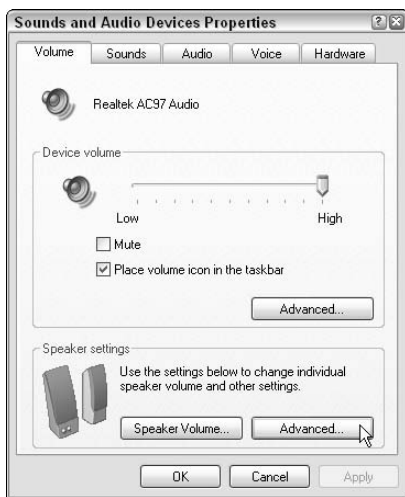 Sounds and Audio Devices Properties
Volume Sounds Audio Voice Hardware
Realtek AC97 Audio
Device volume
Low High
Mute
Place volume icon in the taskbar
Advanced...
Speaker settings
Use the settings below to change individual
speaker volume and other settings.
Speaker Volume... Advanced...
OK Cancel Apply